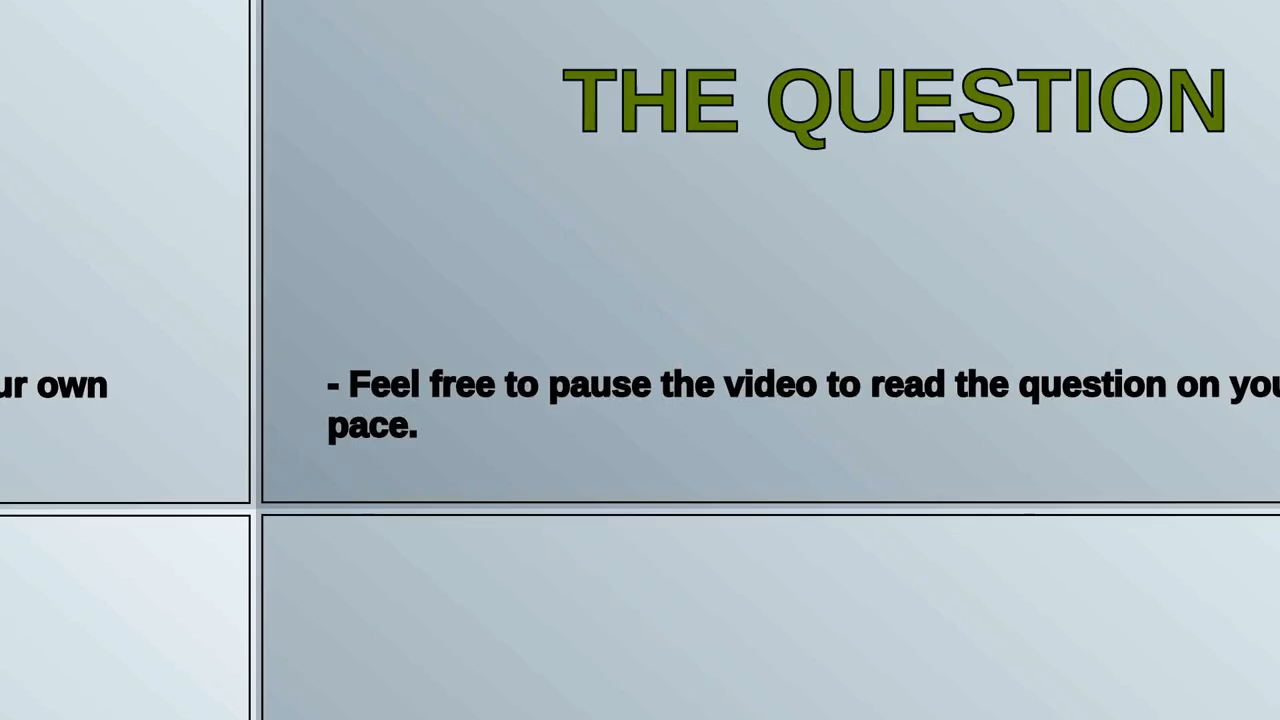 THE QUESTION
ur own
- Feel free to pause the video to read the question on you
pace.